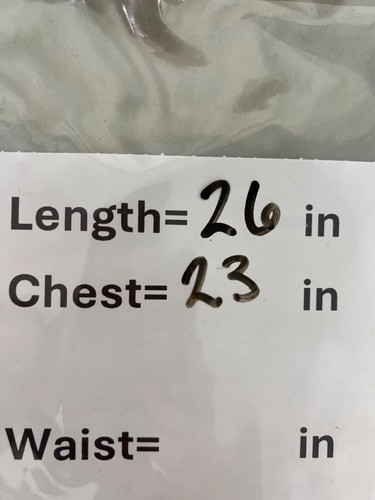 Length= 26 in
Chest= 23 in
Waist= in